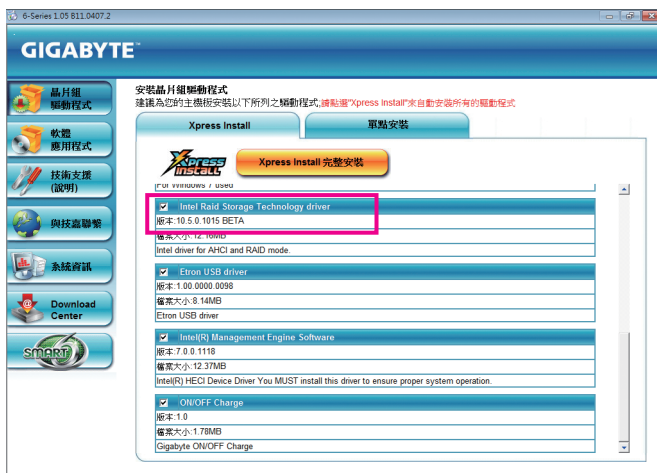 6-Series 1.05 B11.0407.2
GIGABYTE™
晶片組
驅動程式
軟體
應用程式
技術支援
(說明)
與技嘉聯繫
系統資訊
Download
Center
SMART
安裝晶片組驅動程式
建議為您的主機板安裝以下所列之驅動程式;請點選"Xpress Install"來自動安裝所有的驅動程式
Xpress Install
單點安裝
Xpress
INSTALL
Xpress Install 完整安裝
For Windows 7 used
Intel Raid Storage Technology driver
版本:10.5.0.1015 BETA
檔案大小:12.16MB
Intel driver for AHCI and RAID mode.
Etron USB driver
版本:1.00.0000.0098
檔案大小:8.14MB
Etron USB driver
Intel(R) Management Engine Software
版本:7.0.0.1118
檔案大小:12.37MB
Intel(R) HECI Device Driver You MUST install this driver to ensure proper system operation.
ON/OFF Charge
版本:1.0
檔案大小:1.78MB
Gigabyte ON/OFF Charge